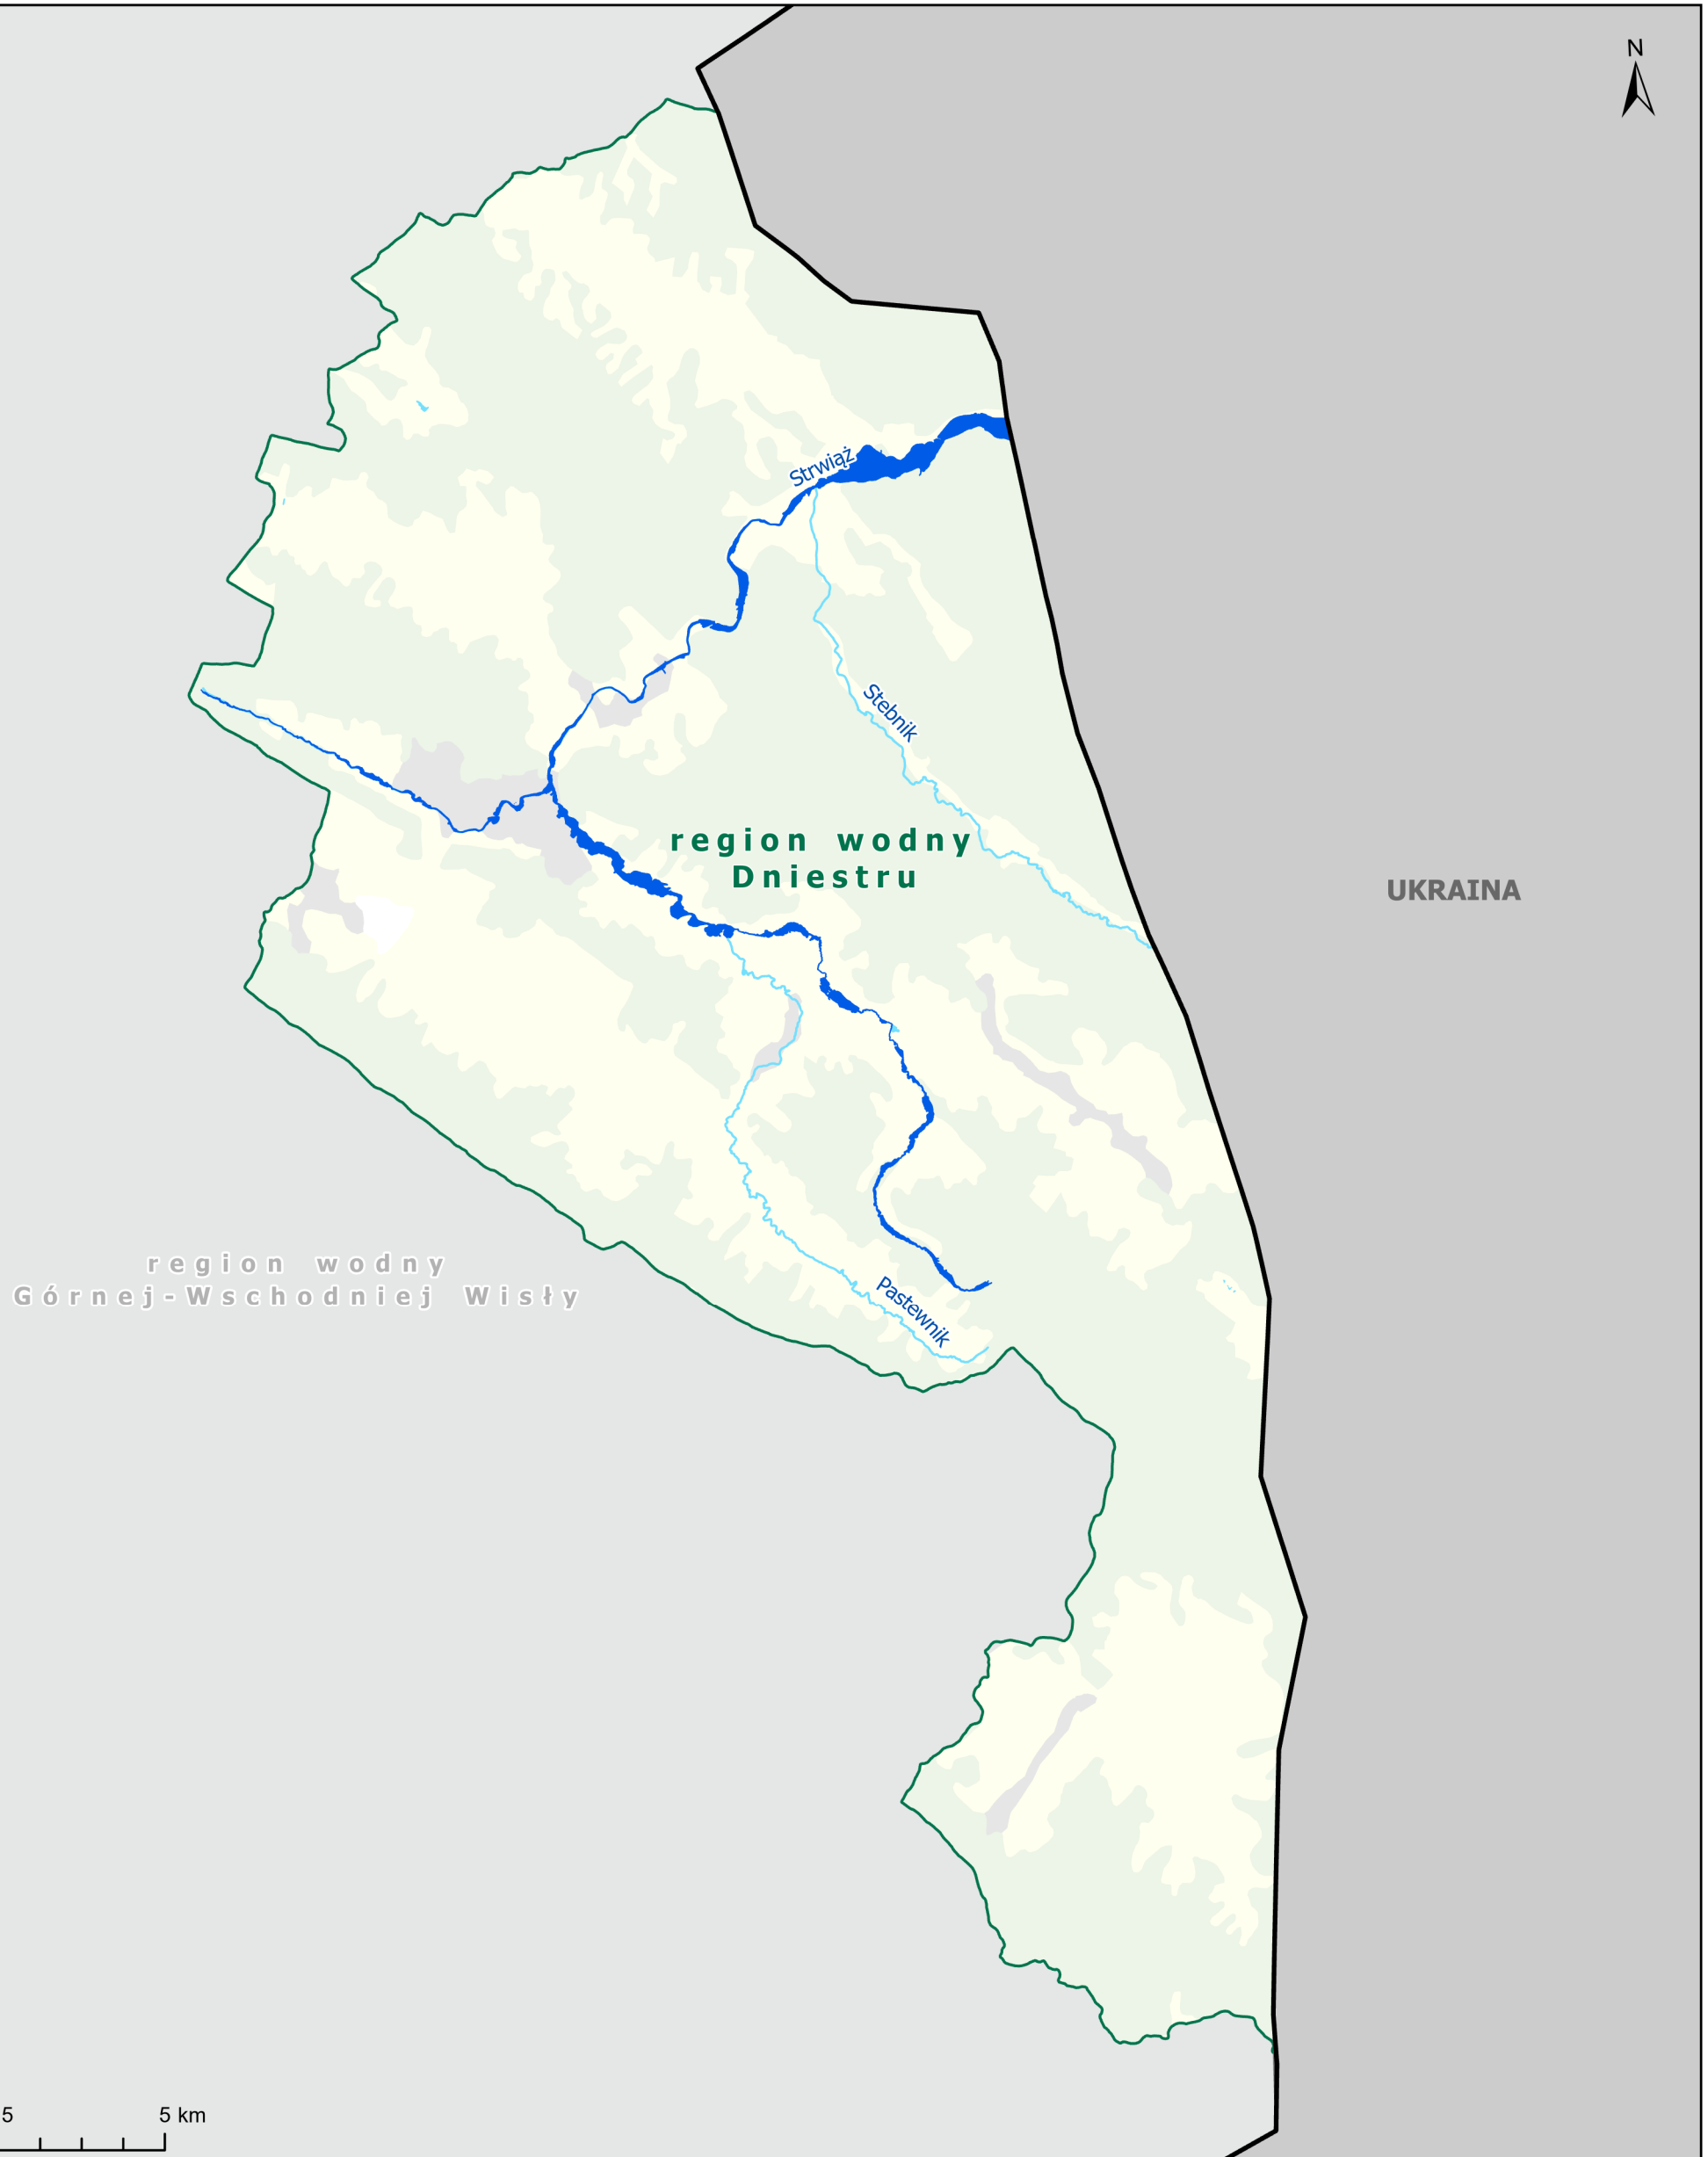 N
Strwiąż
Stebnik
region wodny
Dniestru
UKRAINA
region wodny
Górnej-Wschodniej Wisły
Pastewnik
5 5 km